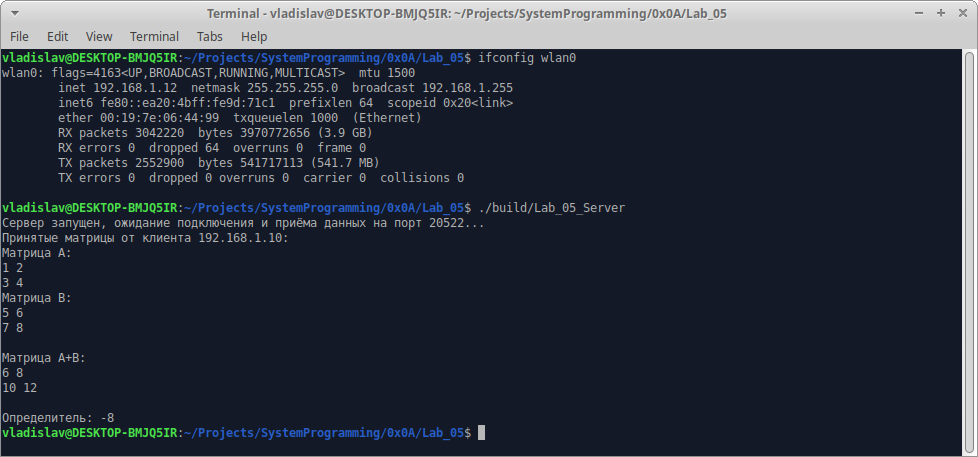 Terminal - vladislav@DESKTOP-BMJQ5IR: ~/Projects/SystemProgramming/0x0A/Lab_05
File Edit View Terminal Tabs Help
vladislav@DESKTOP-BMJQ5IR:~/Projects/SystemProgramming/0x0A/Lab_05$ ifconfig wlan0
wlan0: flags=4163<UP,BROADCAST,RUNNING,MULTICAST>  mtu 1500
        inet 192.168.1.12  netmask 255.255.255.0  broadcast 192.168.1.255
        inet6 fe80::ea20:4bff:fe9d:71c1  prefixlen 64  scopeid 0x20<link>
        ether 00:19:7e:06:44:99  txqueuelen 1000  (Ethernet)
        RX packets 3042220  bytes 3970772656 (3.9 GB)
        RX errors 0  dropped 64  overruns 0  frame 0
        TX packets 2552900  bytes 541717113 (541.7 MB)
        TX errors 0  dropped 0 overruns 0  carrier 0  collisions 0
vladislav@DESKTOP-BMJQ5IR:~/Projects/SystemProgramming/0x0A/Lab_05$ ./build/Lab_05_Server
Сервер запущен, ожидание подключения и приёма данных на порт 20522...
Принятые матрицы от клиента 192.168.1.10:
Матрица A:
1 2
3 4
Матрица B:
5 6
7 8
Матрица A+B:
6 8
10 12
Определитель: -8
vladislav@DESKTOP-BMJQ5IR:~/Projects/SystemProgramming/0x0A/Lab_05$